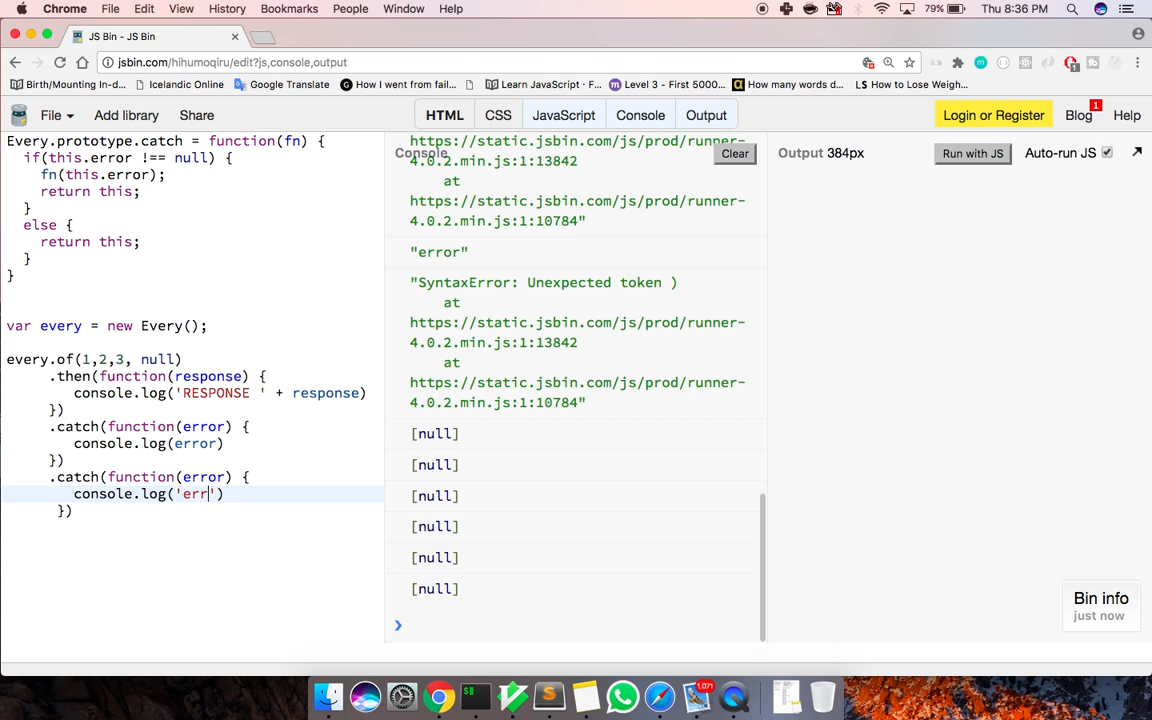 Chrome File Edit View History Bookmarks People Window Help 79% Thu 8:36 PM
JS Bin - JS Bin
jsbin.com/hihumoqiru/edit?js,console,output
Birth/Mounting In-d... Icelandic Online Google Translate How I went from fail... Learn JavaScript · F... Level 3 - First 5000... How many words d... LS How to Lose Weigh...
File Add library Share HTML CSS JavaScript Console Output Login or Register Blog 1 Help
Every.prototype.catch = function(fn) {
if(this.error !== null) {
fn(this.error);
return this;
}
else {
return this;
}
}
var every = new Every();
every.of(1,2,3, null)
.then(function(response) {
console.log('RESPONSE ' + response)
})
.catch(function(error) {
console.log(error)
})
.catch(function(error) {
console.log('err')
})
Console Clear
https://static.jsbin.com/js/prod/runner-
4.0.2.min.js:1:13842
at
https://static.jsbin.com/js/prod/runner-
4.0.2.min.js:1:10784"
"error"
"SyntaxError: Unexpected token )
at
https://static.jsbin.com/js/prod/runner-
4.0.2.min.js:1:13842
at
https://static.jsbin.com/js/prod/runner-
4.0.2.min.js:1:10784"
[null]
[null]
[null]
[null]
[null]
[null]
Output 384px Run with JS Auto-run JS
Bin info
just now
1,071